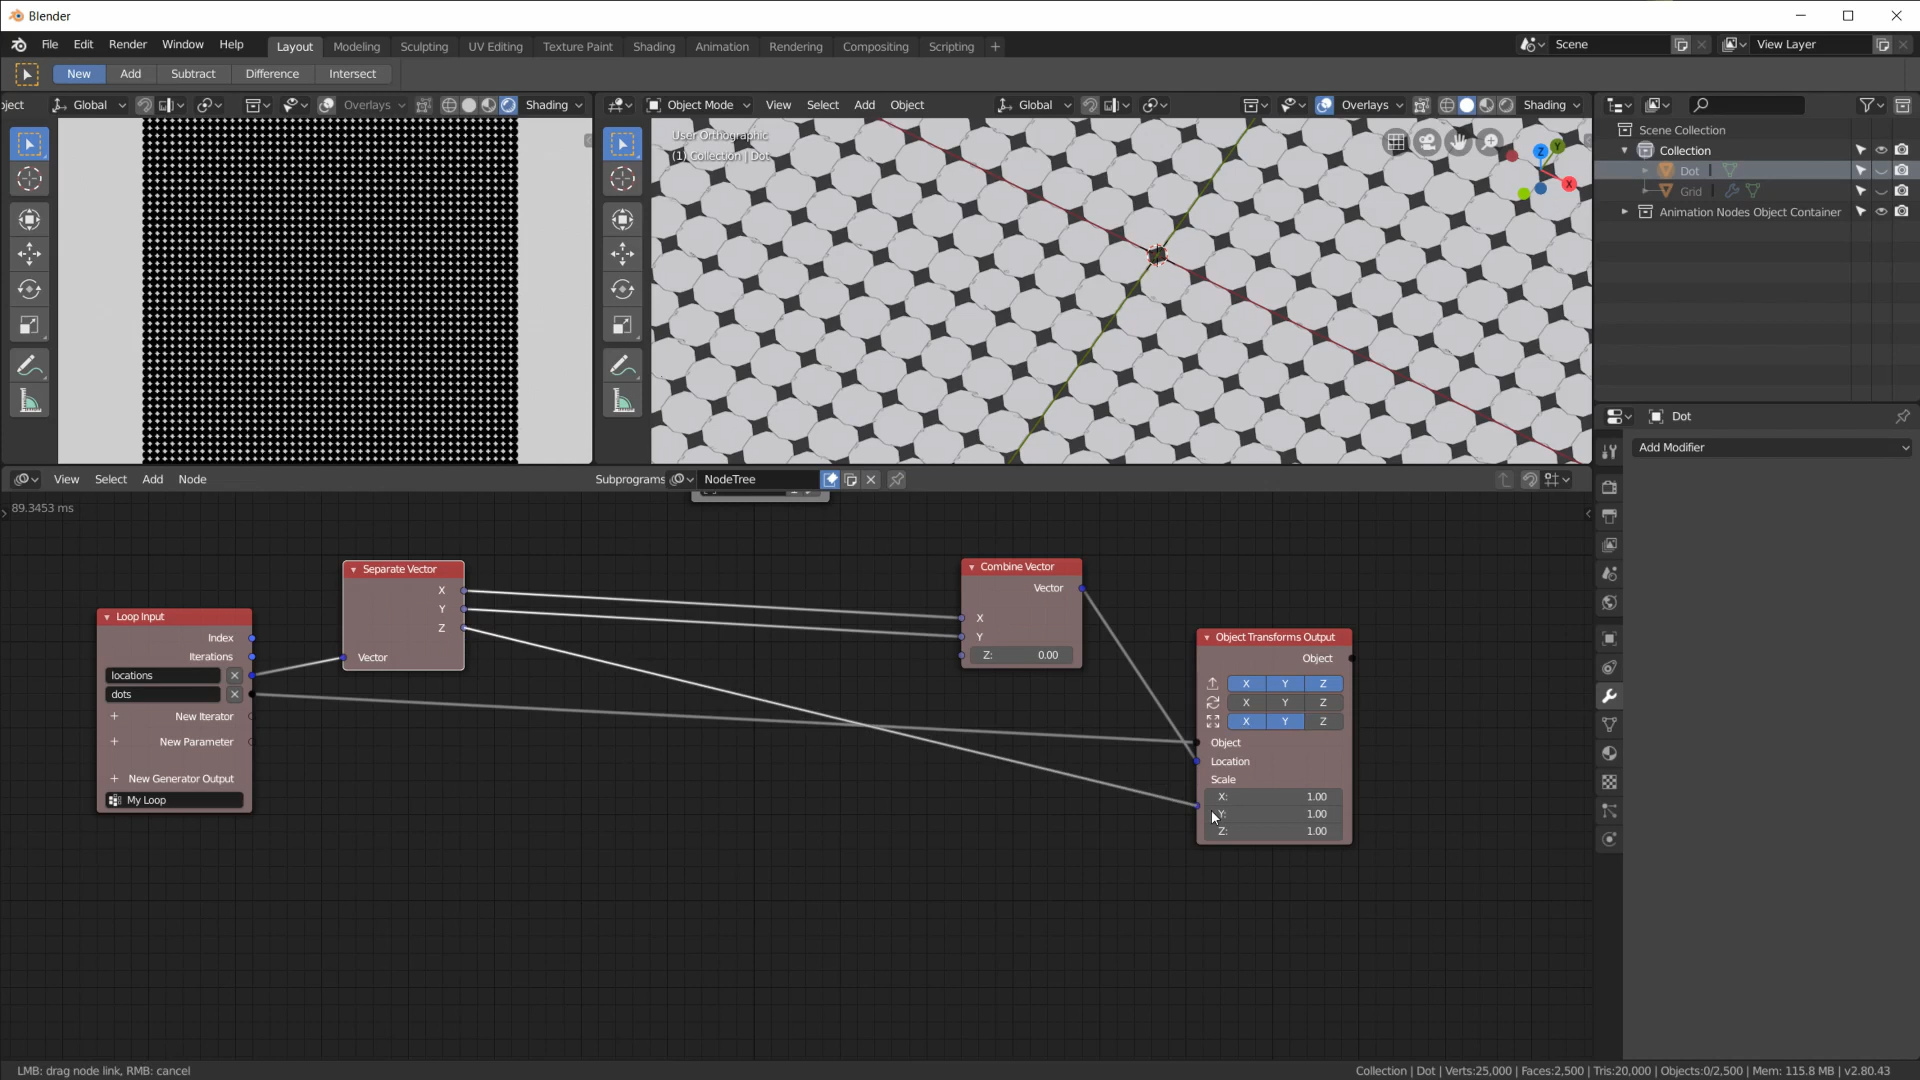 Blender
File Edit Render Window Help Layout Modeling Sculpting UV Editing Texture Paint Shading Animation Rendering Compositing Scripting + Scene View Layer
New Add Subtract Difference Intersect
ject Global Overlays Shading
Object Mode View Select Add Object Global Overlays Shading
User Orthographic
(1) Collection | Dot
Z
Y
X
Scene Collection
Collection
Dot
Grid
Animation Nodes Object Container
Dot
Add Modifier
View Select Add Node Subprograms NodeTree
89.3453 ms
Loop Input
Index
Iterations
locations
dots
+ New Iterator
+ New Parameter
+ New Generator Output
My Loop
Separate Vector
X
Y
Z
Vector
Combine Vector
Vector
X
Y
Z: 0.00
Object Transforms Output
Object
X Y Z
X Y Z
X Y Z
Object
Location
Scale
X: 1.00
Y: 1.00
Z: 1.00
LMB: drag node link, RMB: cancel
Collection | Dot | Verts:25,000 | Faces:2,500 | Tris:20,000 | Objects:0/2,500 | Mem: 115.8 MB | v2.80.43